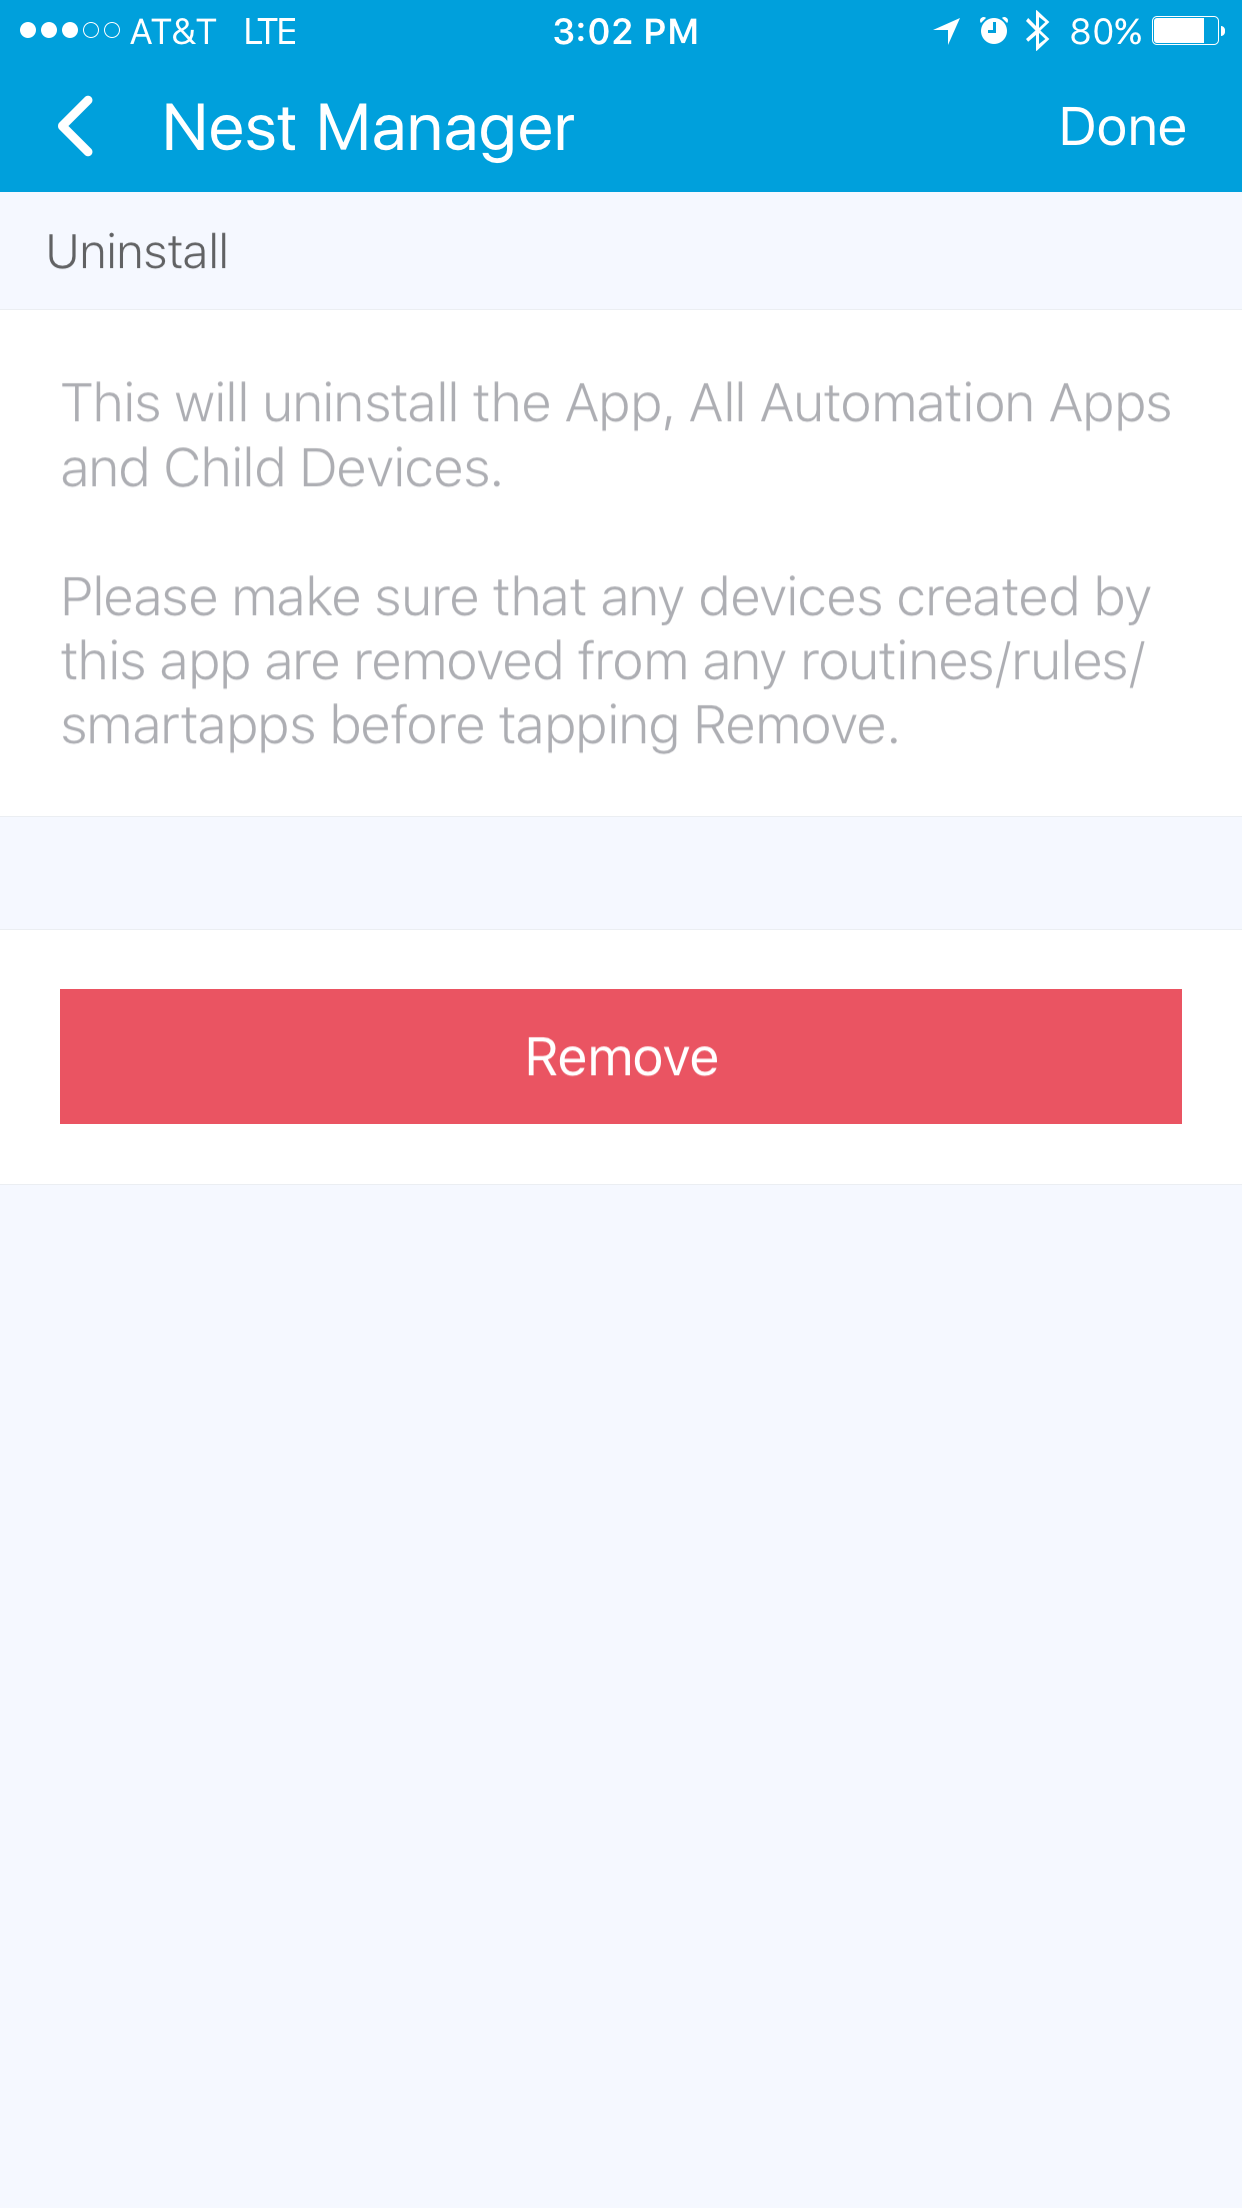 AT&T LTE 3:02 PM 80%
Nest Manager Done
Uninstall
This will uninstall the App, All Automation Apps
and Child Devices.
Please make sure that any devices created by
this app are removed from any routines/rules/
smartapps before tapping Remove.
Remove